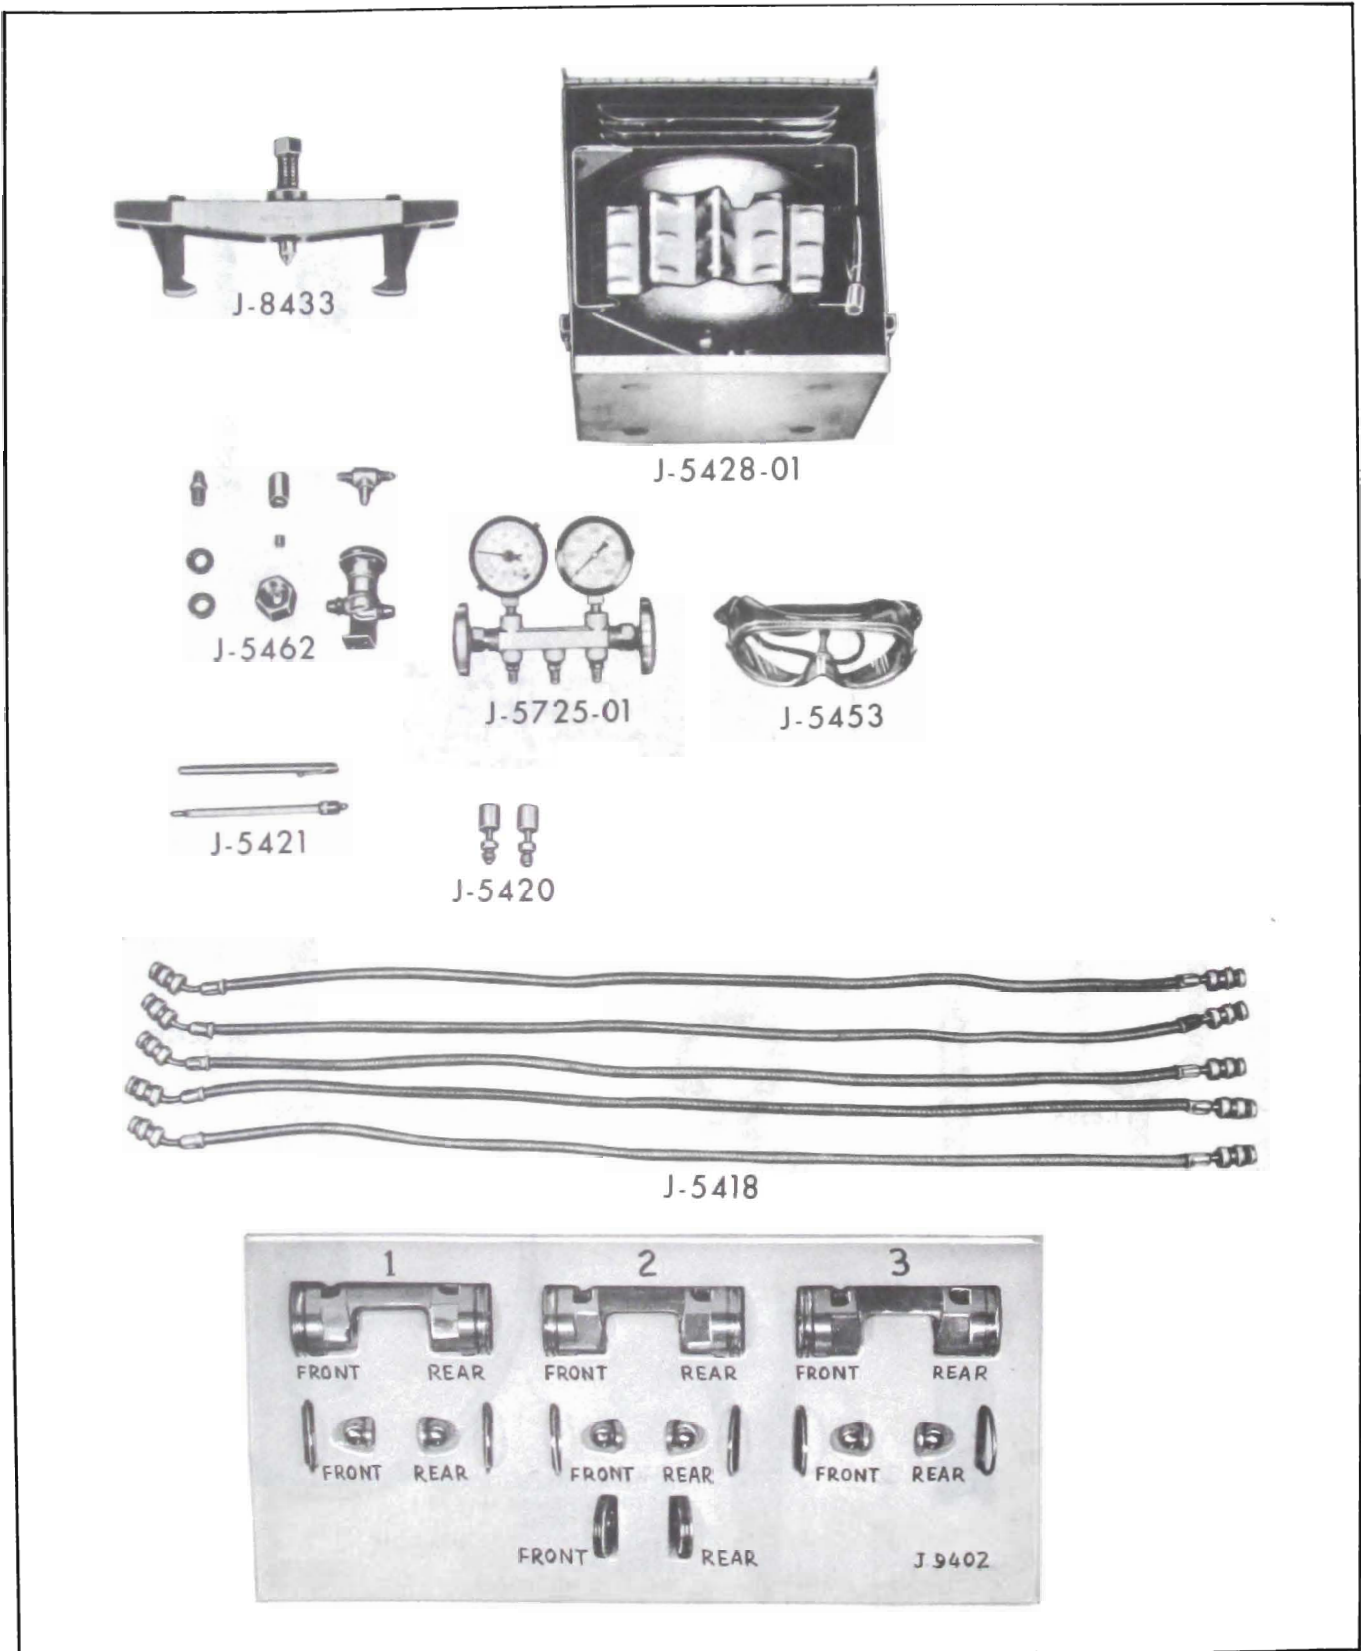 J-8433
J-5428-01
J-5462
J-5725-01
J-5453
J-5421
J-5420
J-5418
1 2 3
FRONT REAR FRONT REAR FRONT REAR
FRONT REAR FRONT REAR FRONT REAR
FRONT REAR J 9402